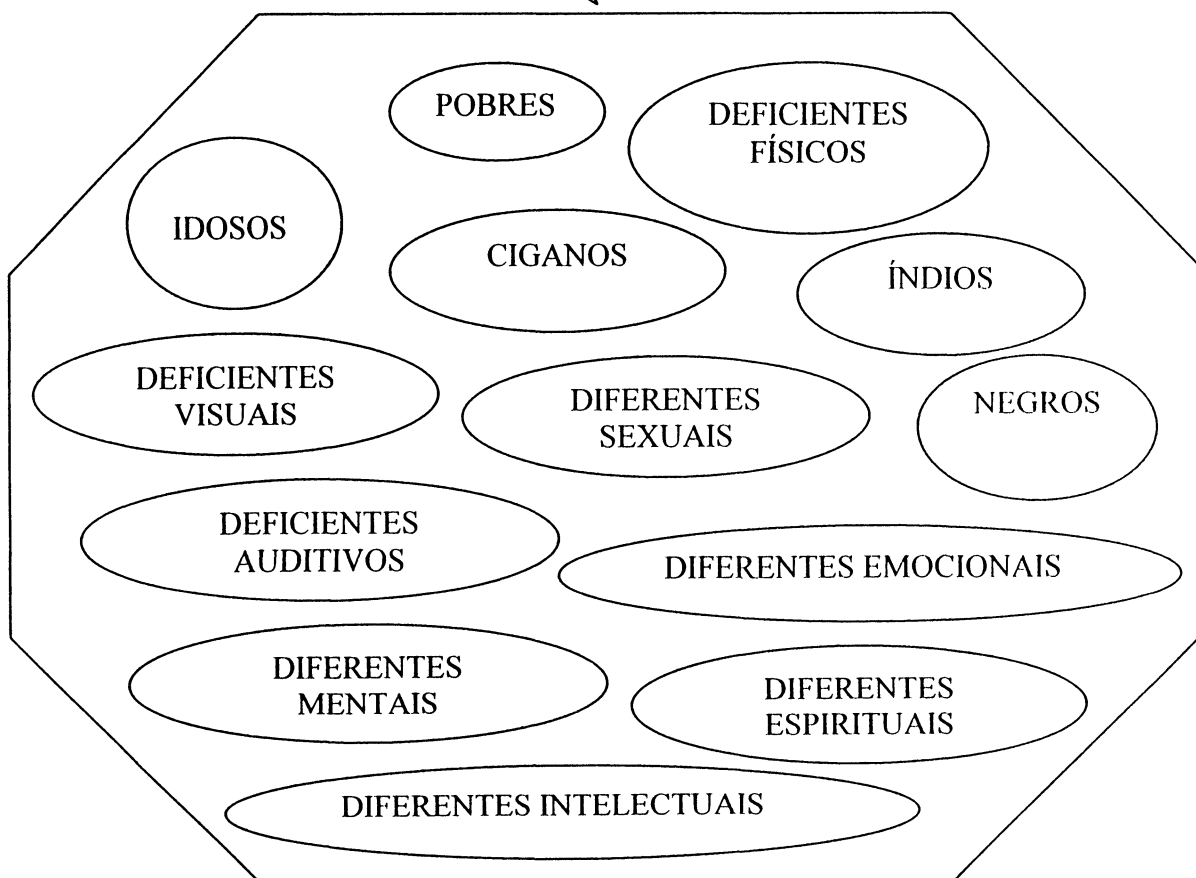 POBRES
DEFICIENTES
FÍSICOS
IDOSOS
CIGANOS
ÍNDIOS
DEFICIENTES
VISUAIS
DIFERENTES
SEXUAIS
NEGROS
DEFICIENTES
AUDITIVOS
DIFERENTES EMOCIONAIS
DIFERENTES
MENTAIS
DIFERENTES
ESPIRITUAIS
DIFERENTES INTELECTUAIS